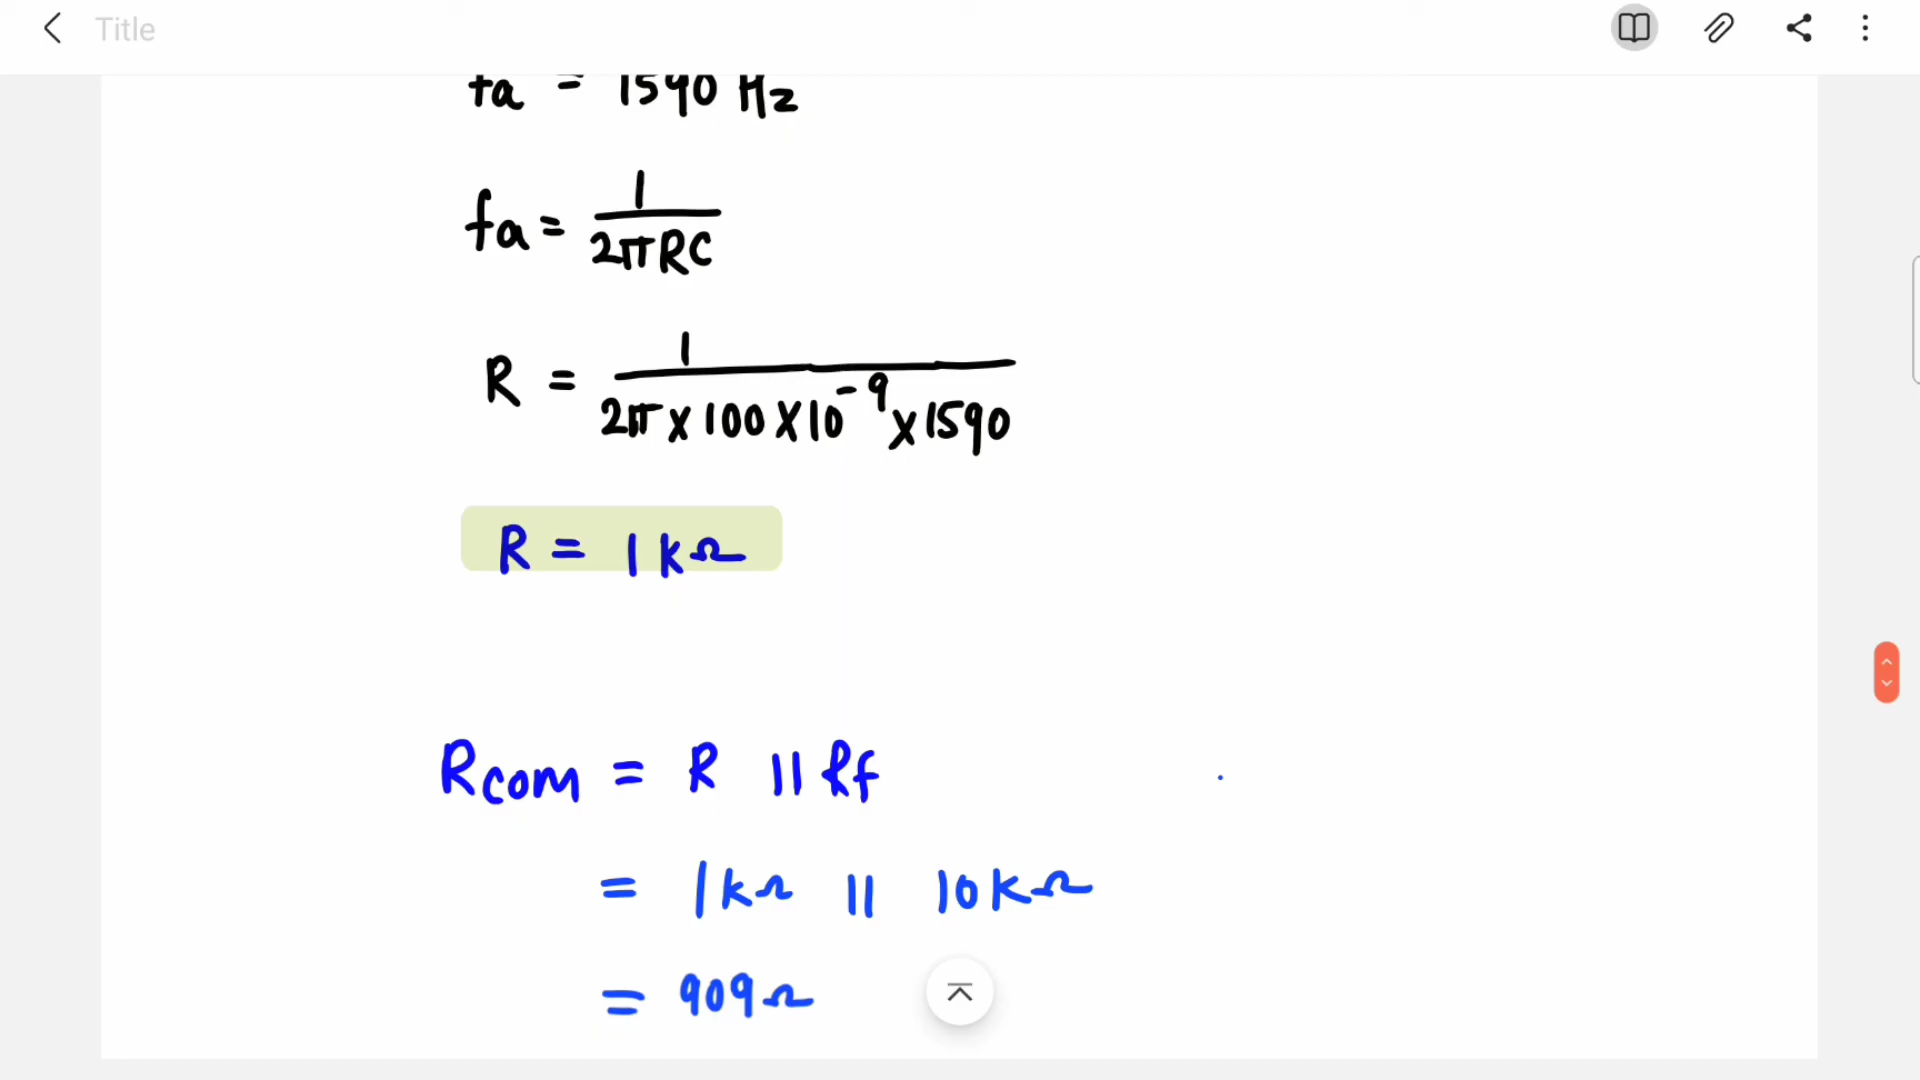 Title
fa = 1590 Hz
fa = 1/2πRC
R = 1/2π x 100 x 10^-9 x 1590
R = 1 kΩ
RCOM = R || Rf
= 1kΩ || 10kΩ
= 909Ω